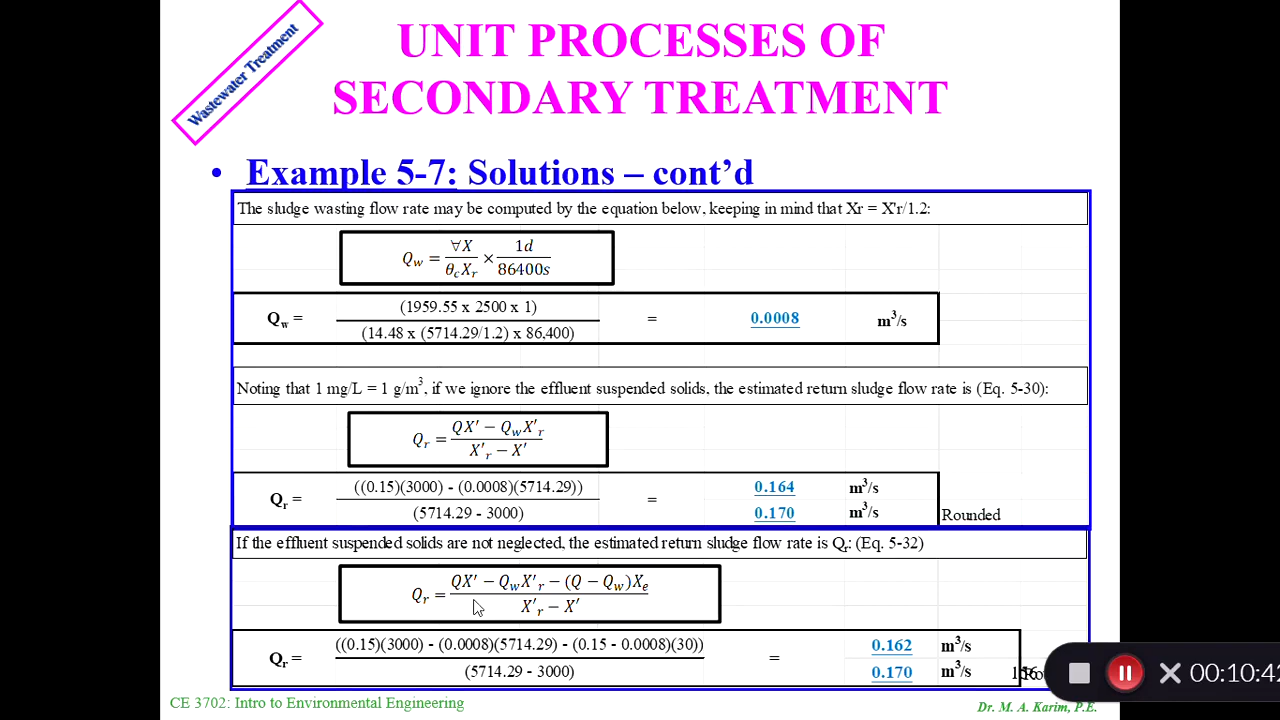 Wastewater Treatment
UNIT PROCESSES OF
SECONDARY TREATMENT
• Example 5-7: Solutions – cont’d
The sludge wasting flow rate may be computed by the equation below, keeping in mind that Xr = X'r/1.2:
Q_w = ∀X / θ_c X_r × 1d / 86400s
Q_w = (1959.55 x 2500 x 1) / (14.48 x (5714.29/1.2) x 86,400) = 0.0008 m³/s
Noting that 1 mg/L = 1 g/m³, if we ignore the effluent suspended solids, the estimated return sludge flow rate is (Eq. 5-30):
Q_r = QX' − Q_w X'_r / X'_r − X'
Q_r = ((0.15)(3000) - (0.0008)(5714.29)) / (5714.29 - 3000) = 0.164 m³/s
0.170 m³/s Rounded
If the effluent suspended solids are not neglected, the estimated return sludge flow rate is Q_r: (Eq. 5-32)
Q_r = QX' − Q_w X'_r − (Q − Q_w)X_e / X'_r − X'
Q_r = ((0.15)(3000) - (0.0008)(5714.29) - (0.15 - 0.0008)(30)) / (5714.29 - 3000) = 0.162 m³/s
0.170 m³/s
CE 3702: Intro to Environmental Engineering
Dr. M. A. Karim, P.E.
00:10:42